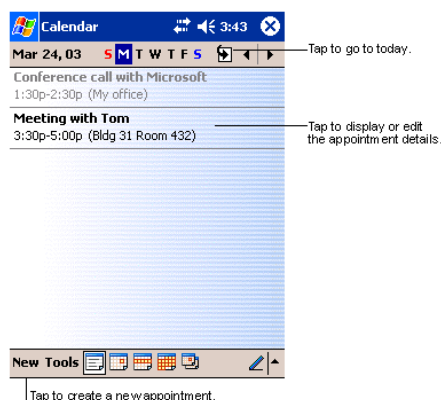 Calendar 3:43
Mar 24, 03 S M T W T F S
Tap to go to today.
Conference call with Microsoft
1:30p-2:30p (My office)
Meeting with Tom
3:30p-5:00p (Bldg 31 Room 432)
Tap to display or edit
the appointment details.
New Tools
Tap to create a new appointment.